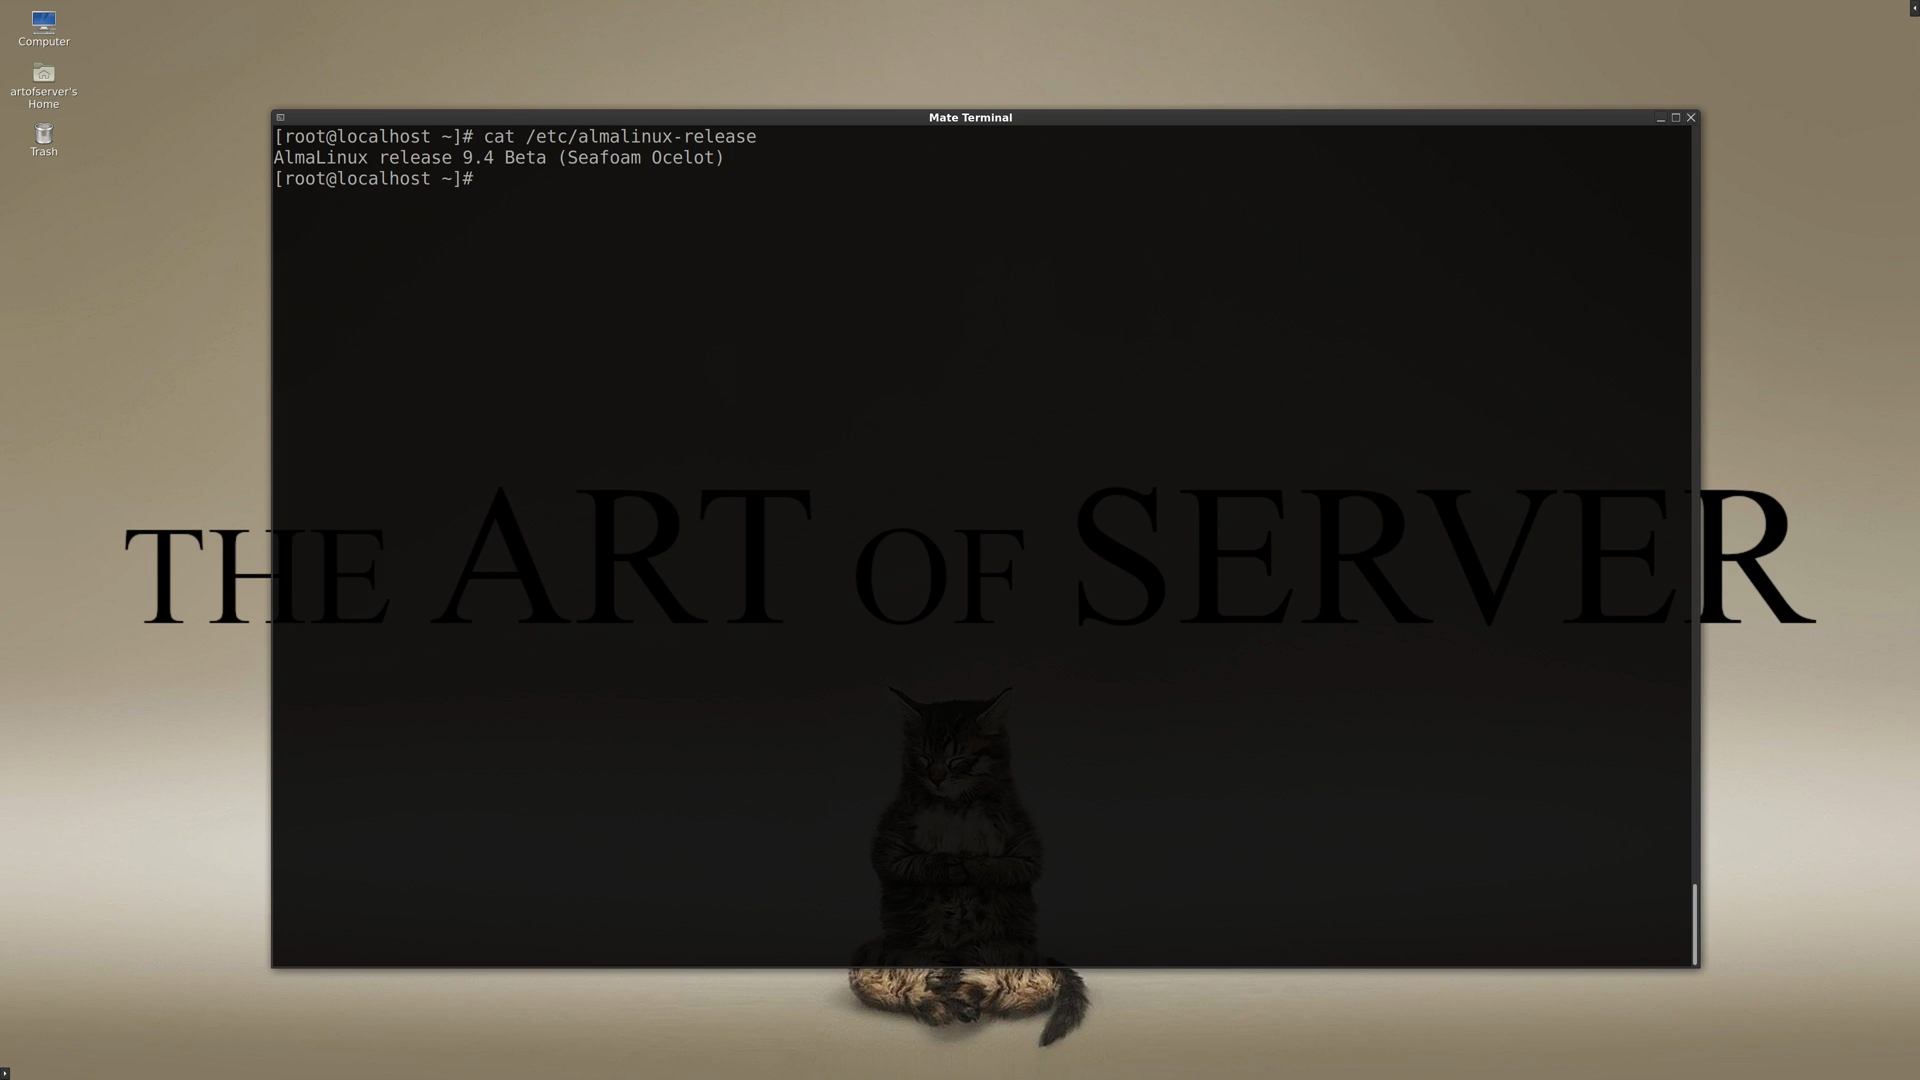 Computer
artofserver's
Home
Trash
Mate Terminal
[root@localhost ~]# cat /etc/almalinux-release
AlmaLinux release 9.4 Beta (Seafoam Ocelot)
[root@localhost ~]#
THE ART OF SERVER